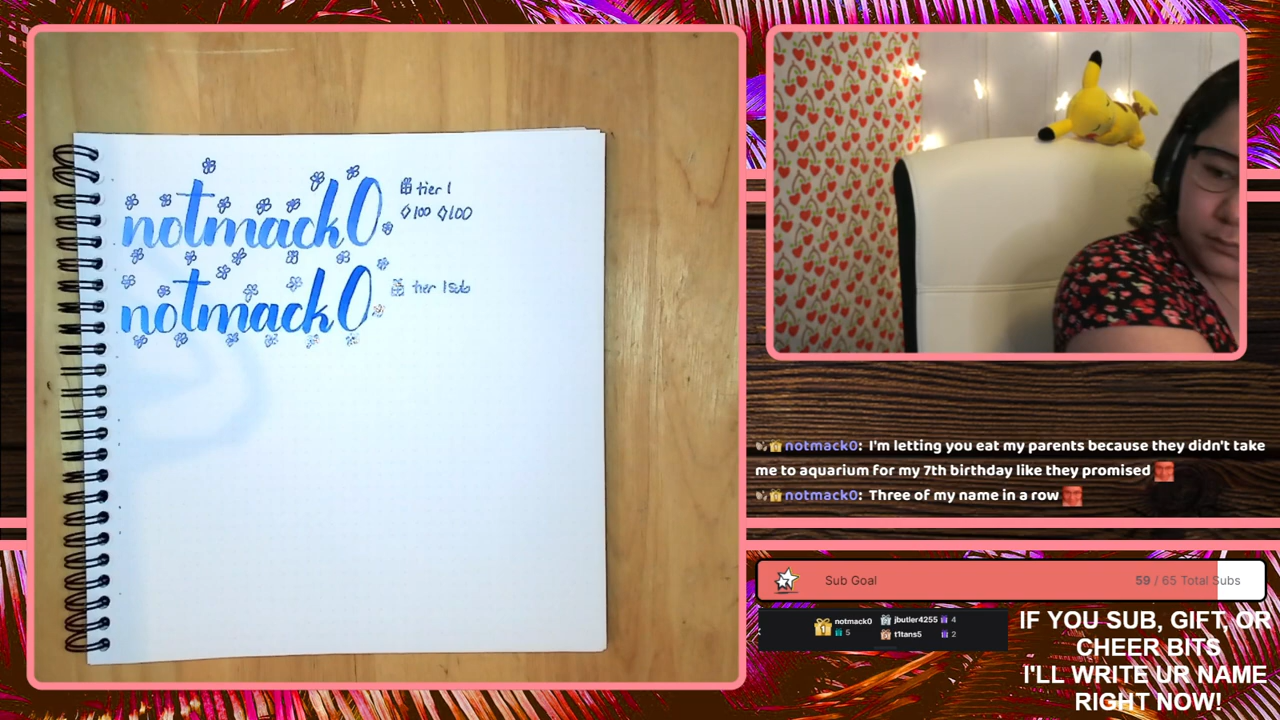 notmack0
tier 1
100 100
notmack0
tier 1 sub
notmack0: I'm letting you eat my parents because they didn't take
me to aquarium for my 7th birthday like they promised
notmack0: Three of my name in a row
Sub Goal
59 / 65 Total Subs
1 notmack0 5
jbutler4255 4
t1tans5 2
IF YOU SUB, GIFT, OR
CHEER BITS
I'LL WRITE UR NAME
RIGHT NOW!